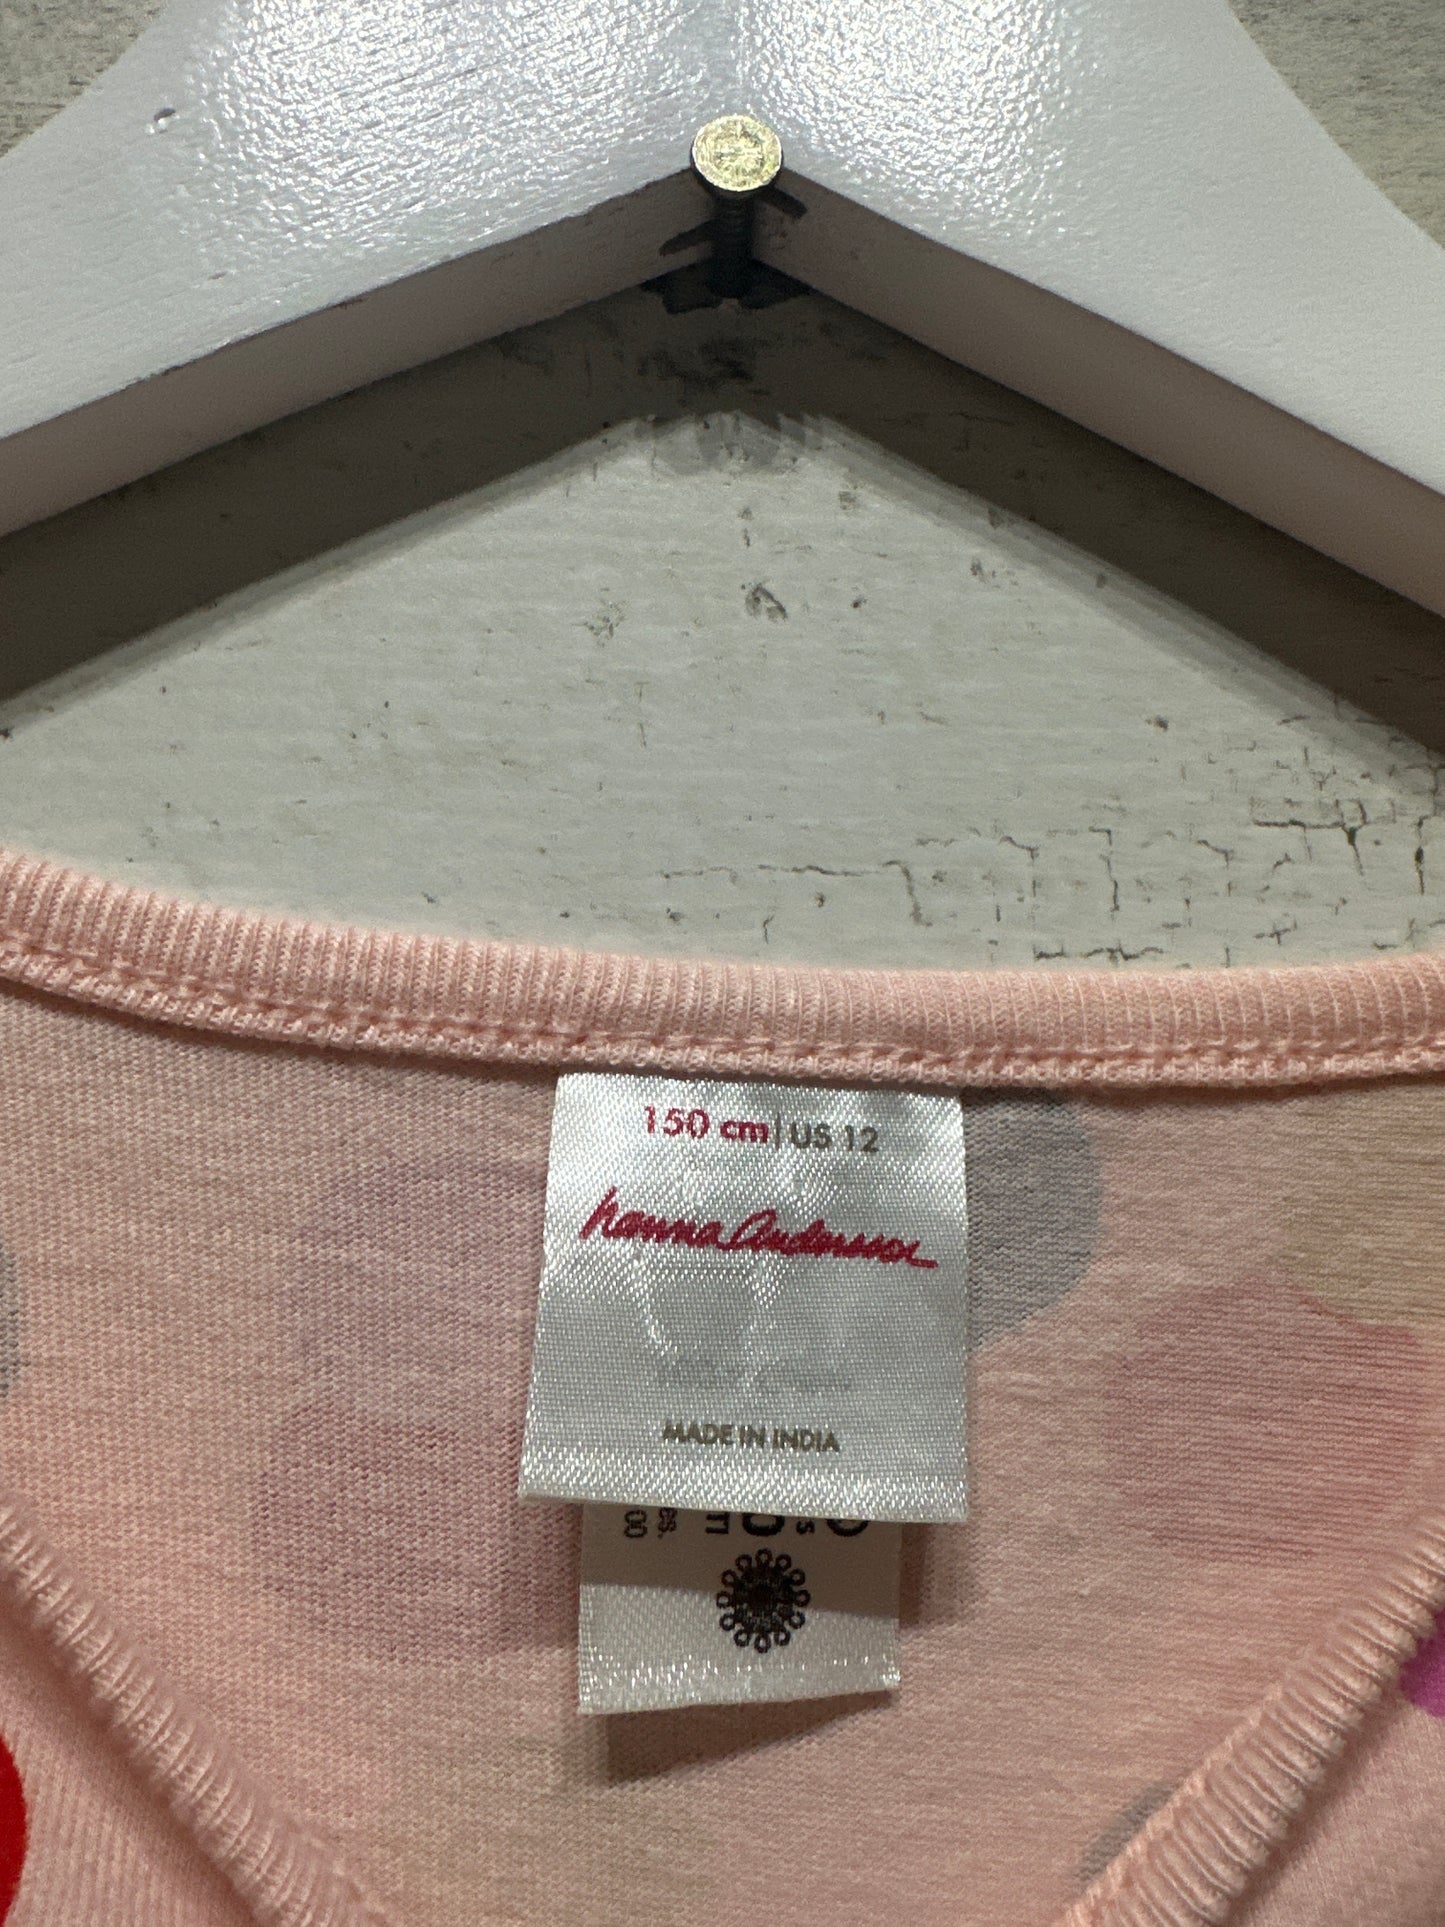 150 cm | US 12
hanna andersson
MADE IN INDIA